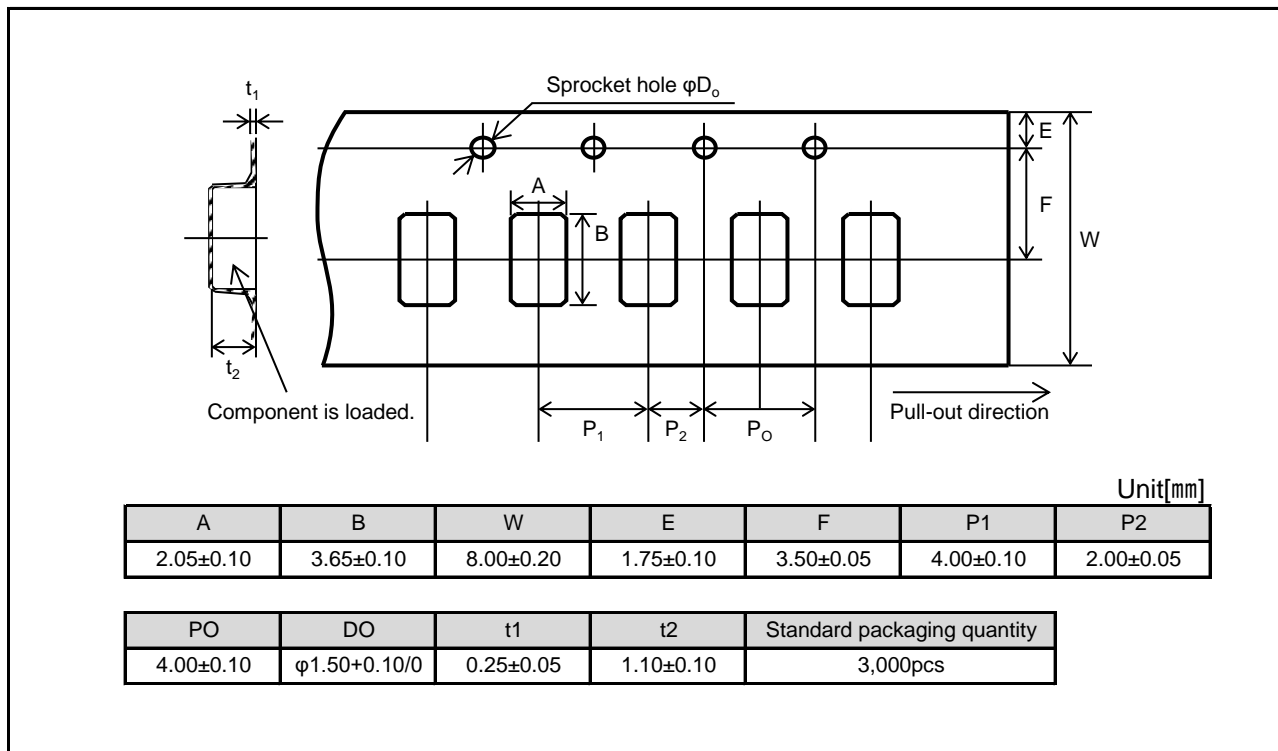 Sprocket hole φDo
t1
E
A
F
B
W
t2
Component is loaded.
P1
P2
PO
Pull-out direction
Unit[㎜]
A B W E F P1 P2
2.05±0.10 3.65±0.10 8.00±0.20 1.75±0.10 3.50±0.05 4.00±0.10 2.00±0.05
PO DO t1 t2 Standard packaging quantity
4.00±0.10 φ1.50+0.10/0 0.25±0.05 1.10±0.10 3,000pcs